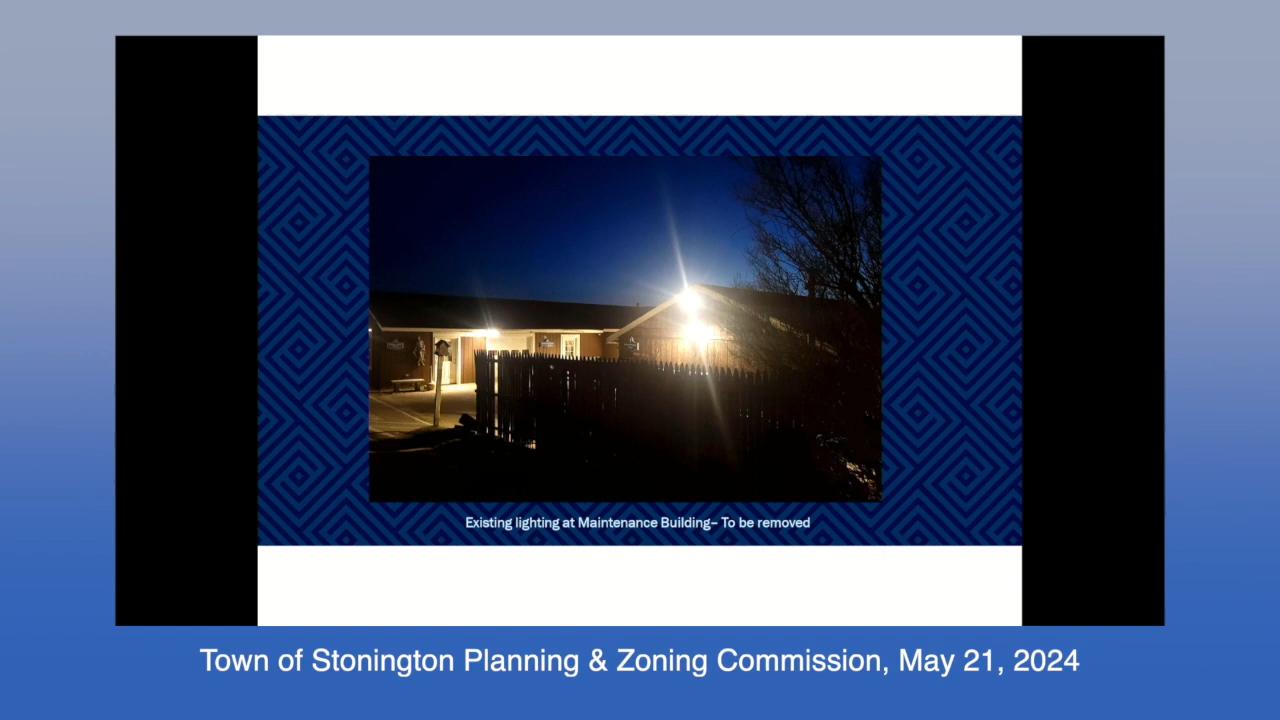 Existing lighting at Maintenance Building– To be removed
Town of Stonington Planning & Zoning Commission, May 21, 2024